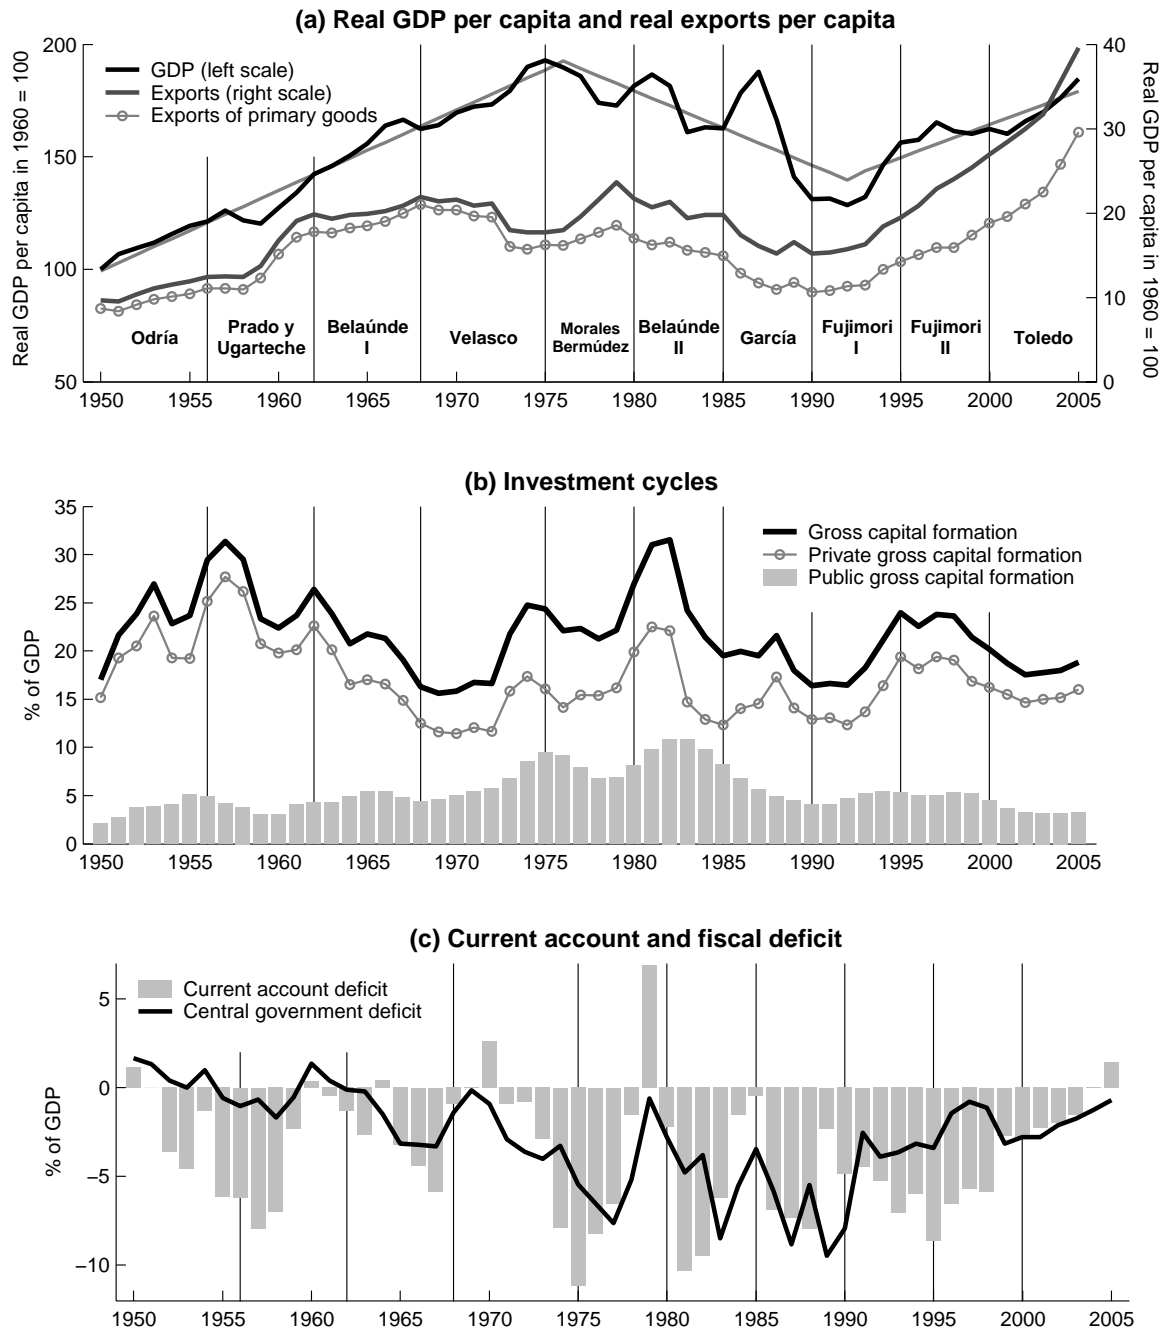 (a) Real GDP per capita and real exports per capita
Real GDP per capita in 1960 = 100
200
150
100
50
GDP (left scale)
Exports (right scale)
Exports of primary goods
Odría
Prado y
Ugarteche
Belaúnde
I
Velasco
Morales
Bermúdez
Belaúnde
II
García
Fujimori
I
Fujimori
II
Toledo
40
30
20
10
0
Real GDP per capita in 1960 = 100
1950 1955 1960 1965 1970 1975 1980 1985 1990 1995 2000 2005
(b) Investment cycles
% of GDP
35
30
25
20
15
10
5
0
Gross capital formation
Private gross capital formation
Public gross capital formation
1950 1955 1960 1965 1970 1975 1980 1985 1990 1995 2000 2005
(c) Current account and fiscal deficit
% of GDP
5
0
−5
−10
Current account deficit
Central government deficit
1950 1955 1960 1965 1970 1975 1980 1985 1990 1995 2000 2005